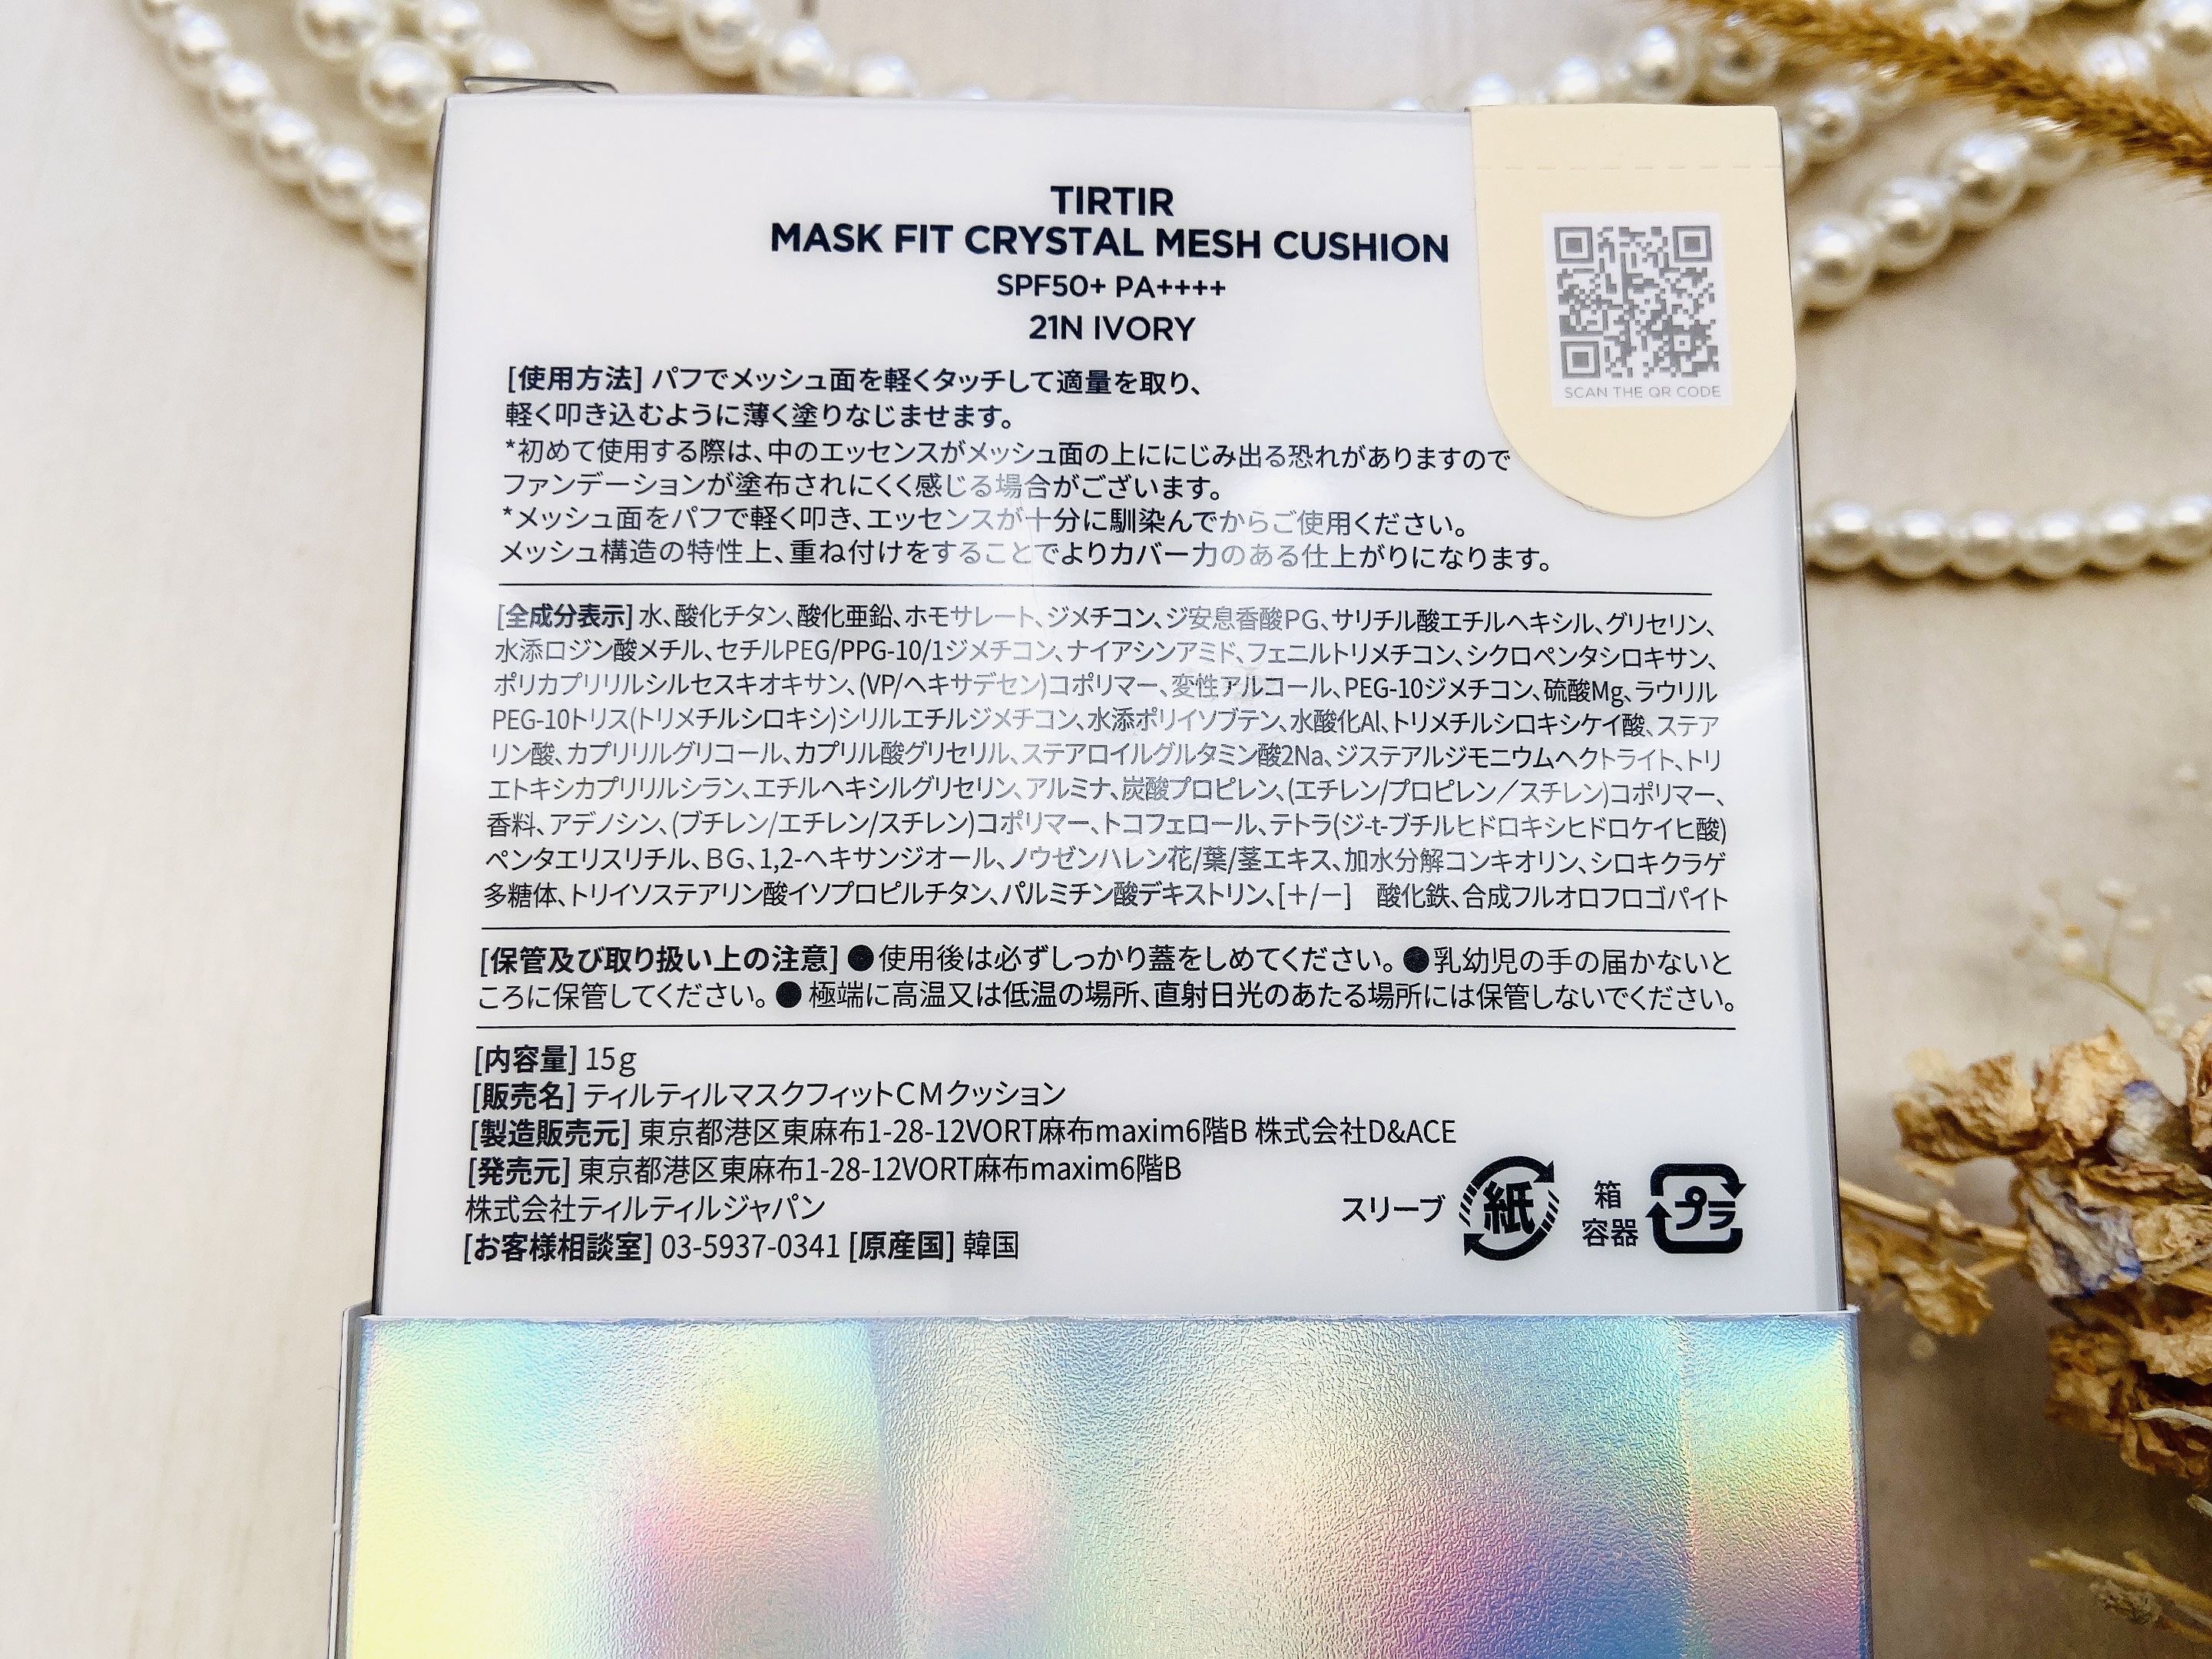 TIRTIR
MASK FIT CRYSTAL MESH CUSHION
SPF50+ PA++++
21N IVORY
SCAN THE QR CODE
[使用方法] パフでメッシュ面を軽くタッチして適量を取り、
軽く叩き込むように薄く塗りなじませます。
*初めて使用する際は、中のエッセンスがメッシュ面の上ににじみ出る恐れがありますので
ファンデーションが塗布されにくく感じる場合がございます。
*メッシュ面をパフで軽く叩き、エッセンスが十分に馴染んでからご使用ください。
メッシュ構造の特性上、重ね付けをすることでよりカバー力のある仕上がりになります。
[全成分表示] 水、酸化チタン、酸化亜鉛、ホモサレート、ジメチコン、ジ安息香酸PG、サリチル酸エチルヘキシル、グリセリン、
水添ロジン酸メチル、セチルPEG/PPG-10/1ジメチコン、ナイアシンアミド、フェニルトリメチコン、シクロペンタシロキサン、
ポリカプリリルシルセスキオキサン、(VP/ヘキサデセン)コポリマー、変性アルコール、PEG-10ジメチコン、硫酸Mg、ラウリル
PEG-10トリス(トリメチルシロキシ)シリルエチルジメチコン、水添ポリイソブテン、水酸化Al、トリメチルシロキシケイ酸、ステア
リン酸、カプリリルグリコール、カプリル酸グリセリル、ステアロイルグルタミン酸2Na、ジステアルジモニウムヘクトライト、トリ
エトキシカプリリルシラン、エチルヘキシルグリセリン、アルミナ、炭酸プロピレン、(エチレン/プロピレン／スチレン)コポリマー、
香料、アデノシン、(ブチレン/エチレン/スチレン)コポリマー、トコフェロール、テトラ(ジ-t-ブチルヒドロキシヒドロケイヒ酸)
ペンタエリスリチル、BG、1,2-ヘキサンジオール、ノウゼンハレン花/葉/茎エキス、加水分解コンキオリン、シロキクラゲ
多糖体、トリイソステアリン酸イソプロピルチタン、パルミチン酸デキストリン、[＋/－]　酸化鉄、合成フルオロフロゴパイト
[保管及び取り扱い上の注意] ●使用後は必ずしっかり蓋をしめてください。●乳幼児の手の届かないと
ころに保管してください。● 極端に高温又は低温の場所、直射日光のあたる場所には保管しないでください。
[内容量] 15g
[販売名] ティルティルマスクフィットCMクッション
[製造販売元] 東京都港区東麻布1-28-12VORT麻布maxim6階B 株式会社D&ACE
[発売元] 東京都港区東麻布1-28-12VORT麻布maxim6階B
株式会社ティルティルジャパン
[お客様相談室] 03-5937-0341 [原産国] 韓国
スリーブ 紙
箱
容器 プラ